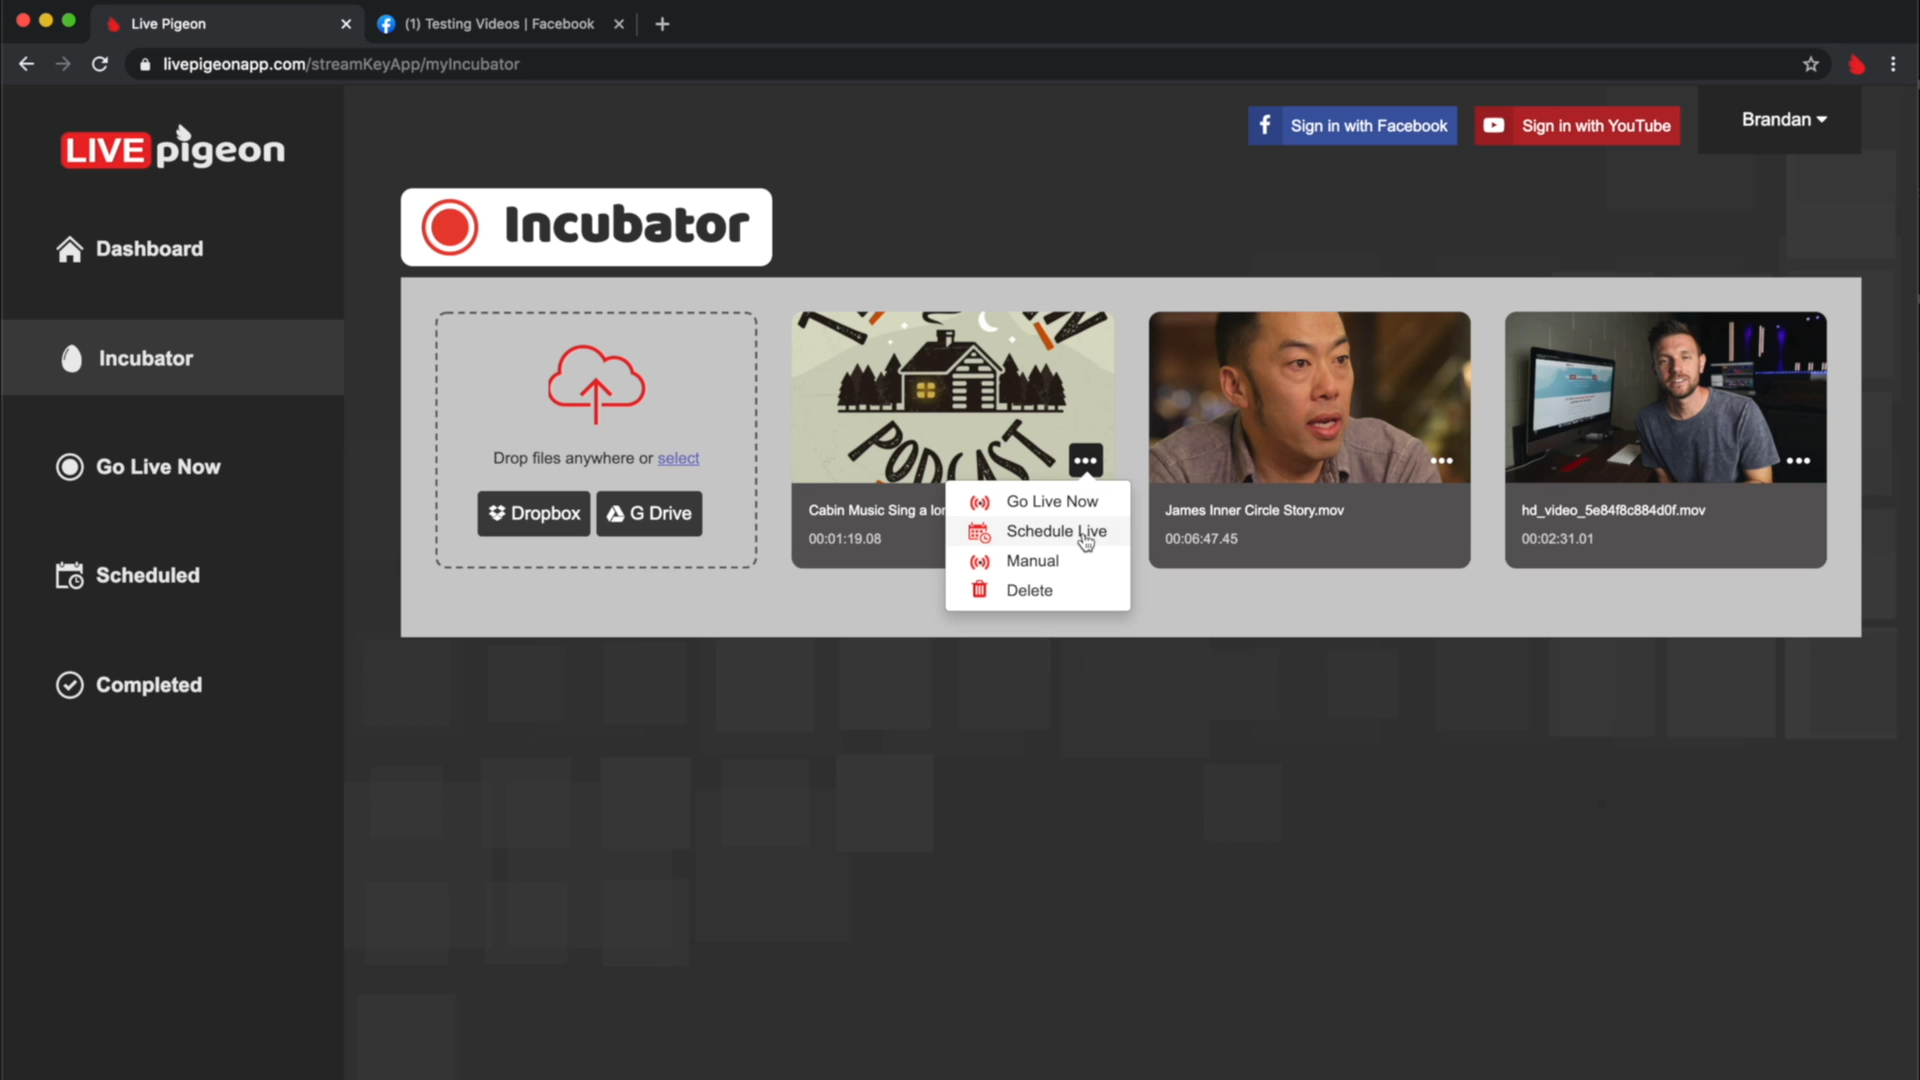 Live Pigeon
(1) Testing Videos | Facebook
livepigeonapp.com/streamKeyApp/myIncubator
LIVE pigeon
Sign in with Facebook
Sign in with YouTube
Brandan
Incubator
Dashboard
Incubator
Go Live Now
Scheduled
Completed
Drop files anywhere or select
Dropbox
G Drive
PODCAST
Cabin Music Sing a
00:01:19.08
Go Live Now
Schedule Live
Manual
Delete
James Inner Circle Story.mov
00:06:47.45
hd_video_5e84f8c884d0f.mov
00:02:31.01